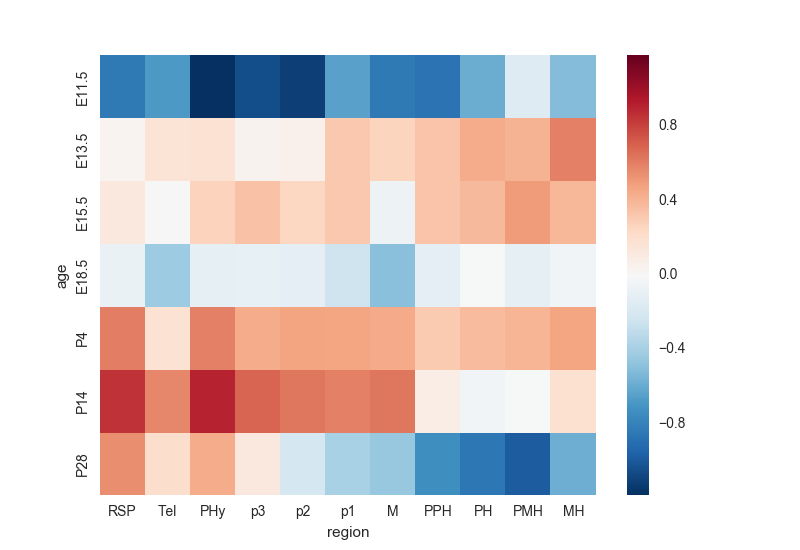 E11.5
E13.5
E15.5
E18.5
P4
P14
P28
age
RSP Tel PHy p3 p2 p1 M PPH PH PMH MH
region
0.8
0.4
0.0
−0.4
−0.8